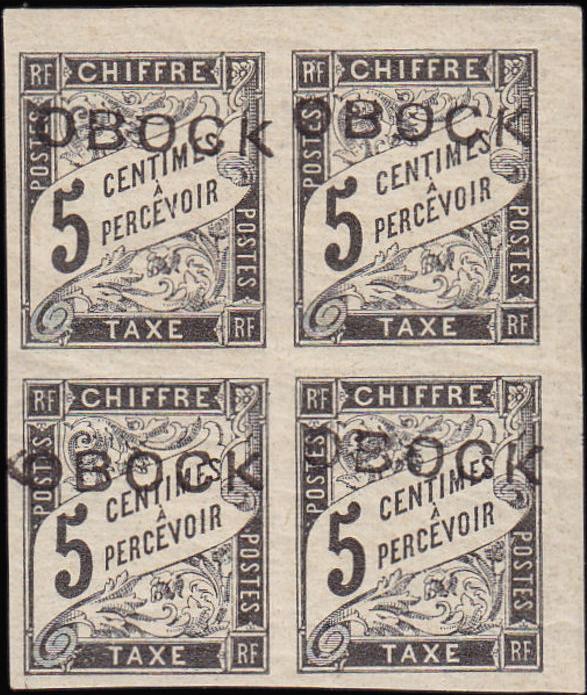 RF CHIFFRE
OBOCK
POSTES
CENTIMES
À
5 PERCEVOIR
POSTES
TAXE RF
RF CHIFFRE
OBOCK
POSTES
CENTIMES
À
5 PERCEVOIR
POSTES
TAXE RF
RF CHIFFRE
OBOCK
POSTES
CENTIMES
À
5 PERCEVOIR
POSTES
TAXE RF
RF CHIFFRE
OBOCK
POSTES
CENTIMES
À
5 PERCEVOIR
POSTES
TAXE RF